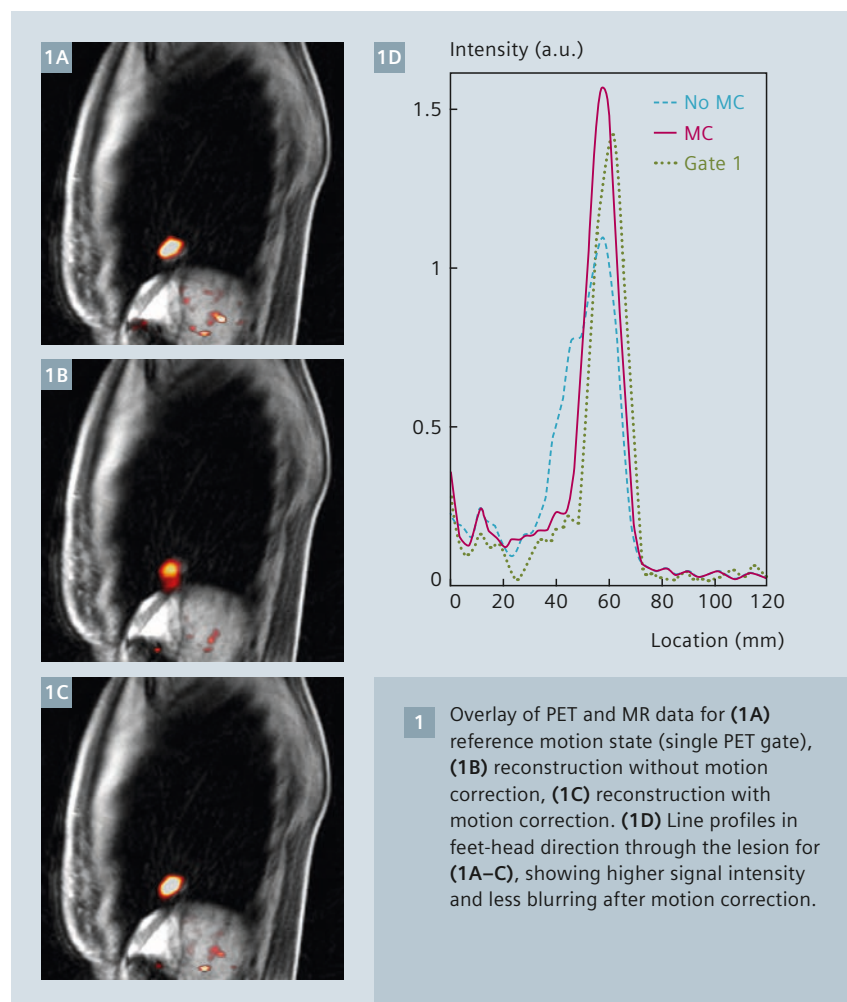 1A
1B
1C
1D
Intensity (a.u.)
No MC
MC
Gate 1
1.5
1
0.5
0
0 20 40 60 80 100 120
Location (mm)
1
Overlay of PET and MR data for (1A)
reference motion state (single PET gate),
(1B) reconstruction without motion
correction, (1C) reconstruction with
motion correction. (1D) Line profiles in
feet-head direction through the lesion for
(1A–C), showing higher signal intensity
and less blurring after motion correction.